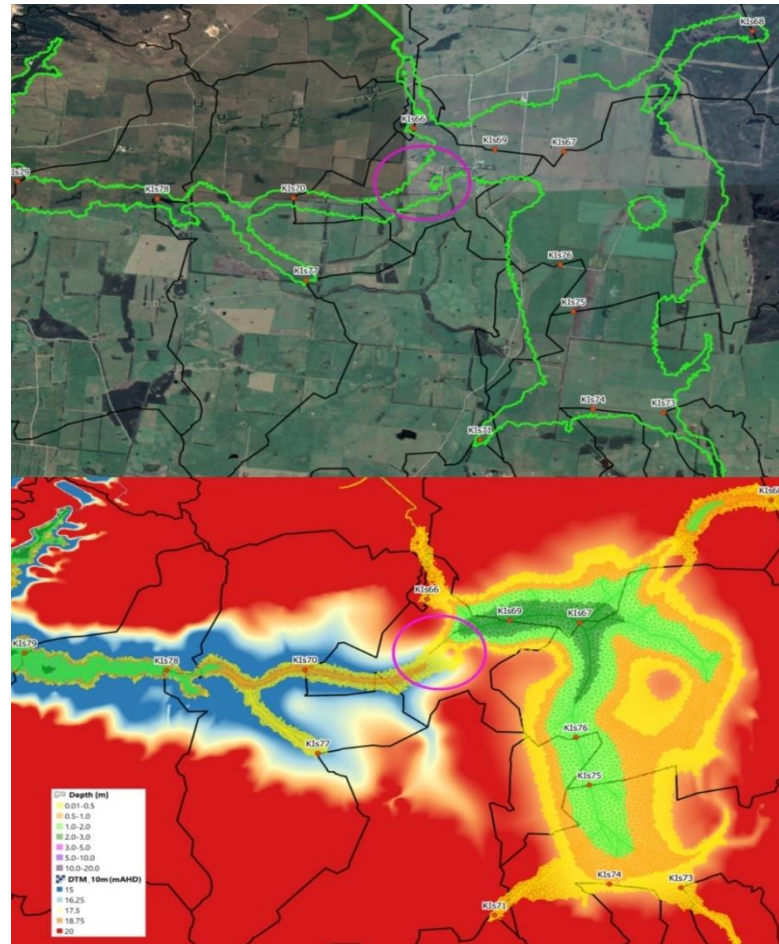 KIs68
KIs66
KIs69
KIs67
KIs79
KIs78
KIs70
KIs77
KIs76
KIs75
KIs74
KIs73
KIs71
KIs68
KIs66
KIs69
KIs67
KIs79
KIs78
KIs70
KIs77
KIs76
KIs75
KIs74
KIs73
KIs71
Depth (m)
0.01-0.5
0.5-1.0
1.0-2.0
2.0-3.0
3.0-5.0
5.0-10.0
10.0-20.0
DTM_10m (mAHD)
15
16.25
17.5
18.75
20